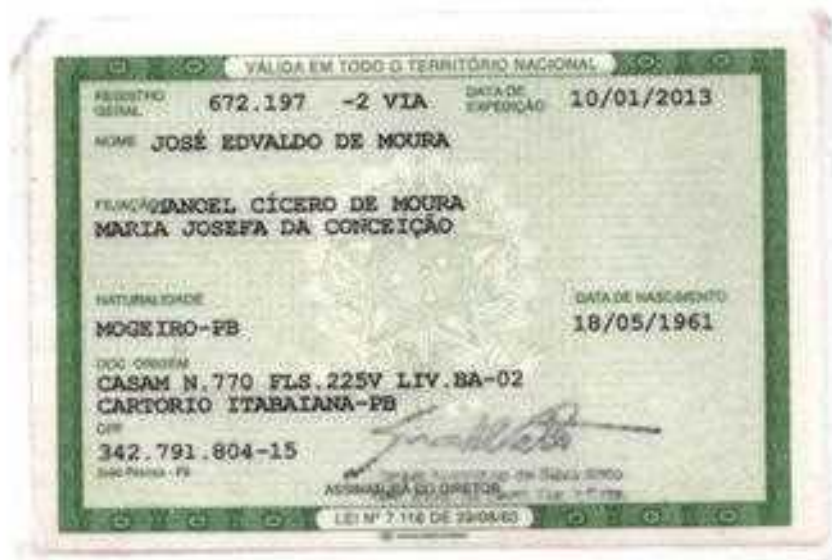 VÁLIDA EM TODO O TERRITÓRIO NACIONAL
REGISTRO GERAL 672.197 -2 VIA DATA DE EXPEDIÇÃO 10/01/2013
NOME JOSÉ EDVALDO DE MOURA
FILIAÇÃO MANOEL CÍCERO DE MOURA
MARIA JOSEFA DA CONCEIÇÃO
NATURALIDADE DATA DE NASCIMENTO
MOGEIRO-PB 18/05/1961
DOC ORIGEM
CASAM N.770 FLS.225V LIV.BA-02
CARTORIO ITABAIANA-PB
CPF
342.791.804-15
João Pessoa - PB
ASSINATURA DO DIRETOR
LEI Nº 7.116 DE 29/08/83